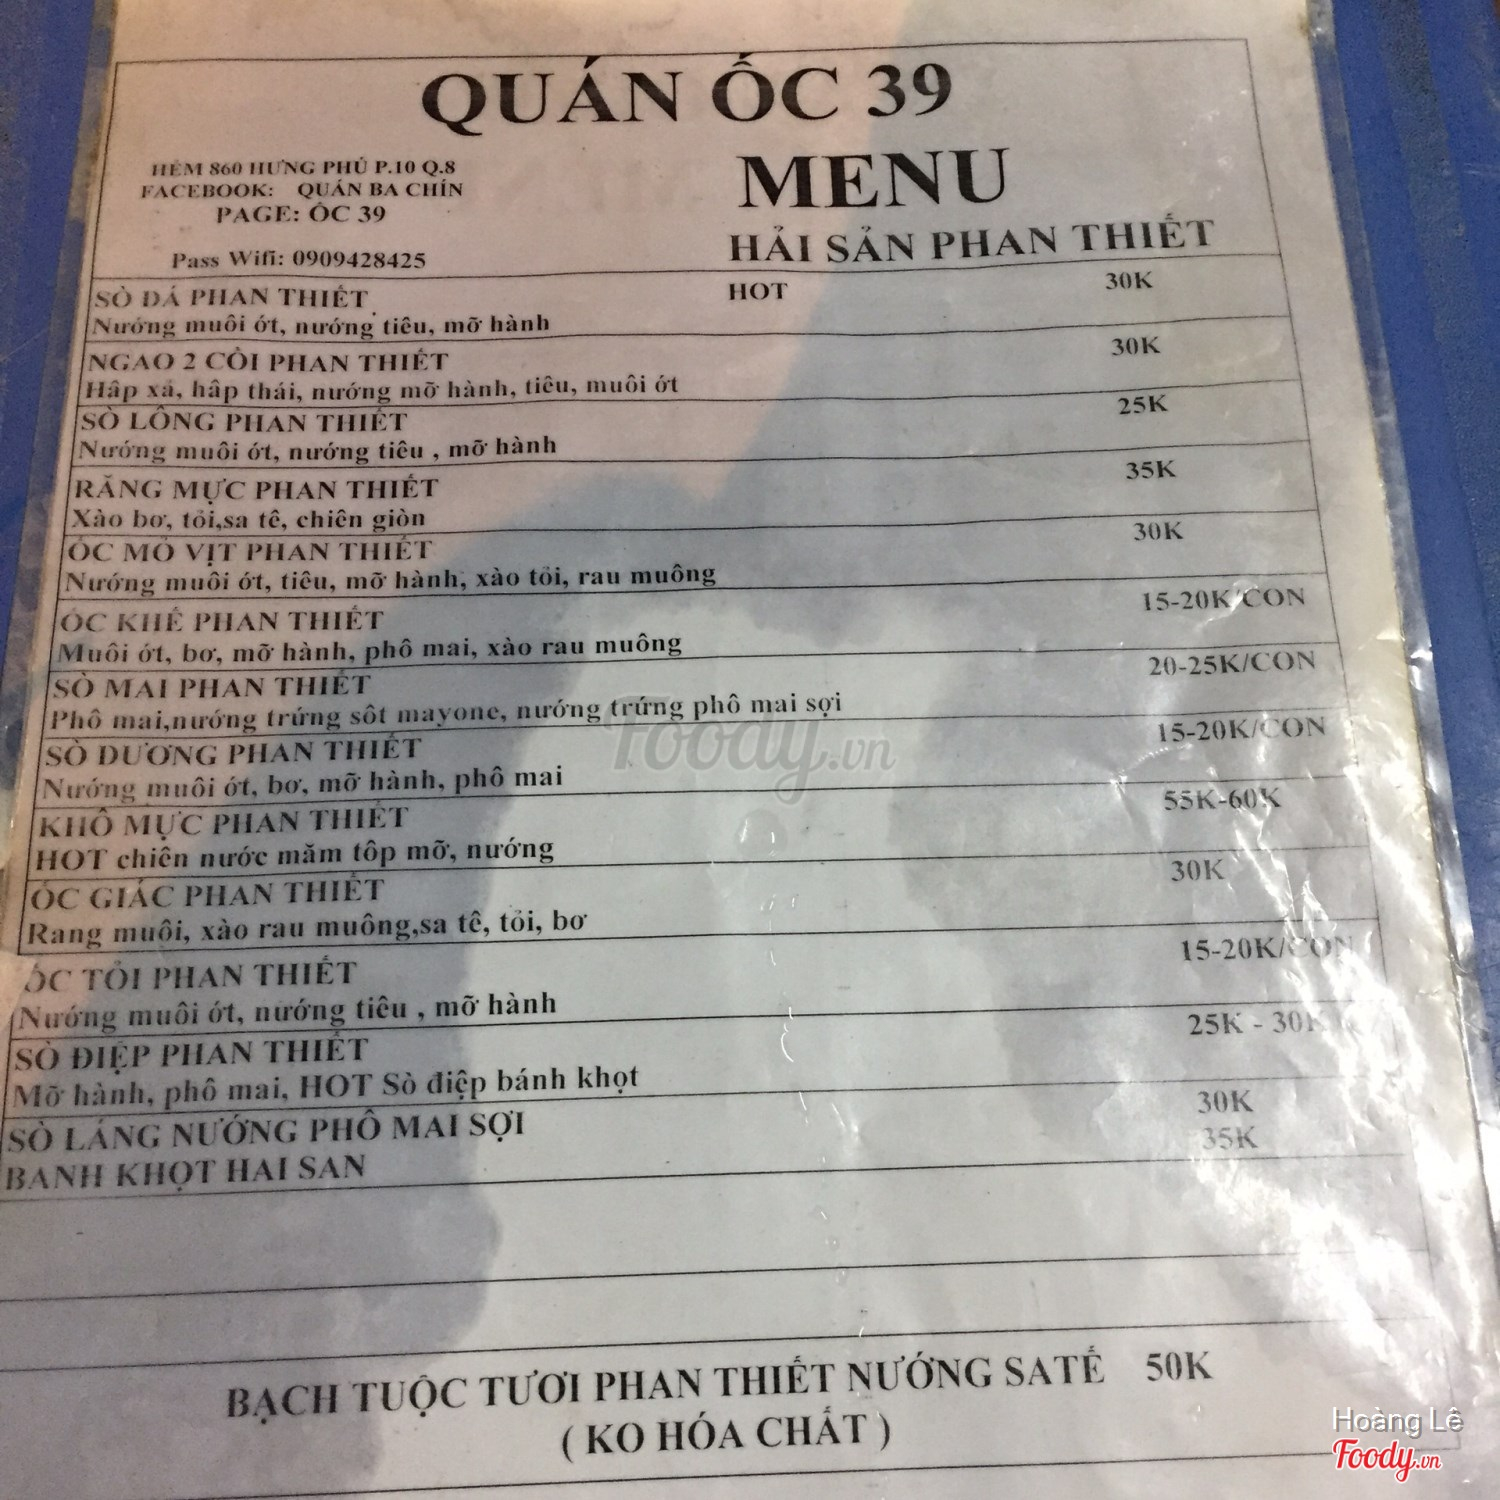 QUÁN ỐC 39
HẺM 860 HƯNG PHÚ P.10 Q.8
MENU
FACEBOOK: QUÁN BA CHÍN
PAGE: ỐC 39
HẢI SẢN PHAN THIẾT
Pass Wifi: 0909428425
SÒ ĐÁ PHAN THIẾT HOT 30K
Nướng muối ớt, nướng tiêu, mỡ hành
NGAO 2 CỒI PHAN THIẾT 30K
Hấp xả, hấp thái, nướng mỡ hành, tiêu, muối ớt
SÒ LÔNG PHAN THIẾT 25K
Nướng muối ớt, nướng tiêu , mỡ hành
RĂNG MỰC PHAN THIẾT 35K
Xào bơ, tỏi,sa tế, chiên giòn
ỐC MỎ VỊT PHAN THIẾT 30K
Nướng muối ớt, tiêu, mỡ hành, xào tỏi, rau muống
ỐC KHẾ PHAN THIẾT 15-20K/CON
Muối ớt, bơ, mỡ hành, phô mai, xào rau muống
SÒ MAI PHAN THIẾT 20-25K/CON
Phô mai,nướng trứng sốt mayone, nướng trứng phô mai sợi
SÒ DƯƠNG PHAN THIẾT 15-20K/CON
Nướng muối ớt, bơ, mỡ hành, phô mai
KHÔ MỰC PHAN THIẾT 55K-60K
HOT chiên nước mắm tóp mỡ, nướng
ỐC GIÁC PHAN THIẾT 30K
Rang muối, xào rau muống,sa tế, tỏi, bơ
ỐC TỎI PHAN THIẾT 15-20K/CON
Nướng muối ớt, nướng tiêu , mỡ hành
SÒ ĐIỆP PHAN THIẾT 25K - 30K
Mỡ hành, phô mai, HOT Sò điệp bánh khọt
SÒ LÁNG NƯỚNG PHÔ MAI SỢI 30K
BANH KHỌT HAI SAN 35K
BẠCH TUỘC TƯƠI PHAN THIẾT NƯỚNG SATẾ 50K
( KO HÓA CHẤT )
Foody.vn
Hoàng Lê
Foody.vn